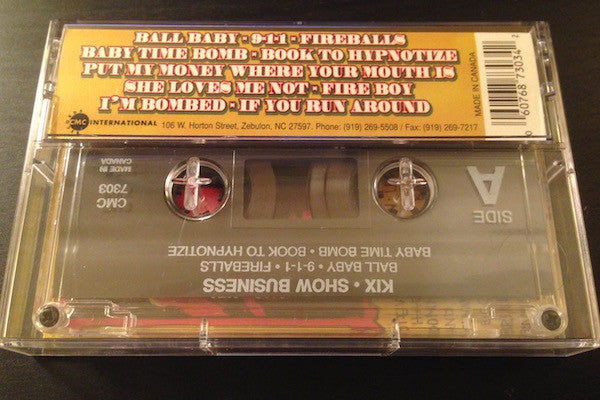 BALL BABY • 9-1-1 • FIREBALLS
BABY TIME BOMB • BOOK TO HYPNOTIZE
PUT MY MONEY WHERE YOUR MOUTH IS
SHE LOVES ME NOT • FIRE BOY
I'M BOMBED • IF YOU RUN AROUND
CMC INTERNATIONAL 106 W. Horton Street, Zebulon, NC 27597. Phone: (919) 269-5508 / Fax: (919) 269-7217
0 60768 73034 2
MADE IN CANADA
SIDE
A
KIX • SHOW BUSINESS
BALL BABY • 9-1-1 • FIREBALLS
BABY TIME BOMB • BOOK TO HYPNOTIZE
CMC
7303
MADE IN
CANADA